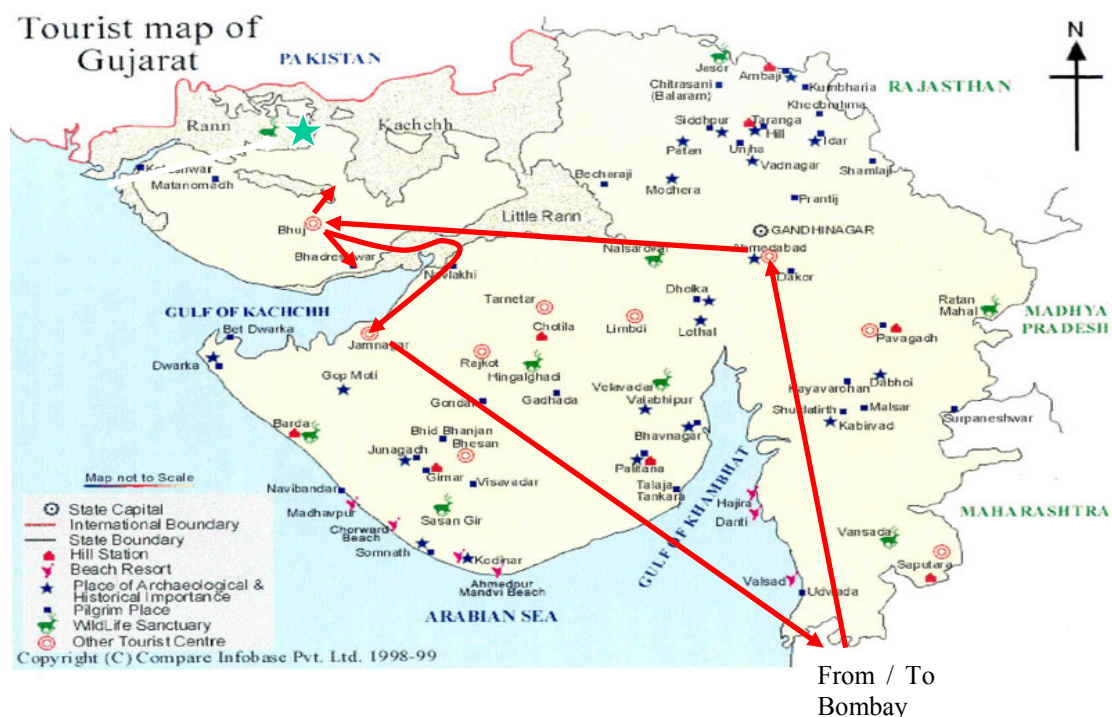 Tourist map of
Gujarat
PAKISTAN
N
RAJASTHAN
Jasor
Ambaji
Kumbharia
Chitrasani
(Balaram)
Khedbrahma
Rann
Kachchh
Siddhpur
Taranga
Hill
Idar
Patan
Unjha
Vadnagar
Shamlaji
Matanomadh
Becharaji
Modhera
Prantij
Little Rann
Bhuj
GANDHINAGAR
Ahmedabad
Nalsarovar
Bhadreshwar
Navlakhi
Dakor
Dholka
Tarnetar
Ratan
Mahal
GULF OF KACHCHH
MADHYA
PRADESH
Bet Dwarka
Chotila
Limbdi
Lothal
Pavagadh
Jamnagar
Rajkot
Dwarka
Hingalghadi
Gop Moti
Velavadar
Kayavarohan
Dabhoi
Gondal
Gadhada
Valabhipur
Shuklatirth
Malsar
Surpaneshwar
Kabirvad
Barda
Bhid Bhanjan
Bhesan
Bhavnagar
Junagadh
Girnar
Palitana
Map not to Scale
Navibandar
Visavadar
Talaja
Tankara
Hajira
GULF OF KHAMBHAT
MAHARASHTRA
Madhavpur
Sasan Gir
Danti
Chorward
Beach
Vansada
Somnath
Kodinar
Saputara
Ahmedpur
Mandvi Beach
Valsad
Udwada
ARABIAN SEA
State Capital
International Boundary
State Boundary
Hill Station
Beach Resort
Place of Archaeological &
Historical Importance
Pilgrim Place
WildLife Sanctuary
Other Tourist Centre
Copyright (C) Compare Infobase Pvt. Ltd. 1998-99
From / To
Bombay